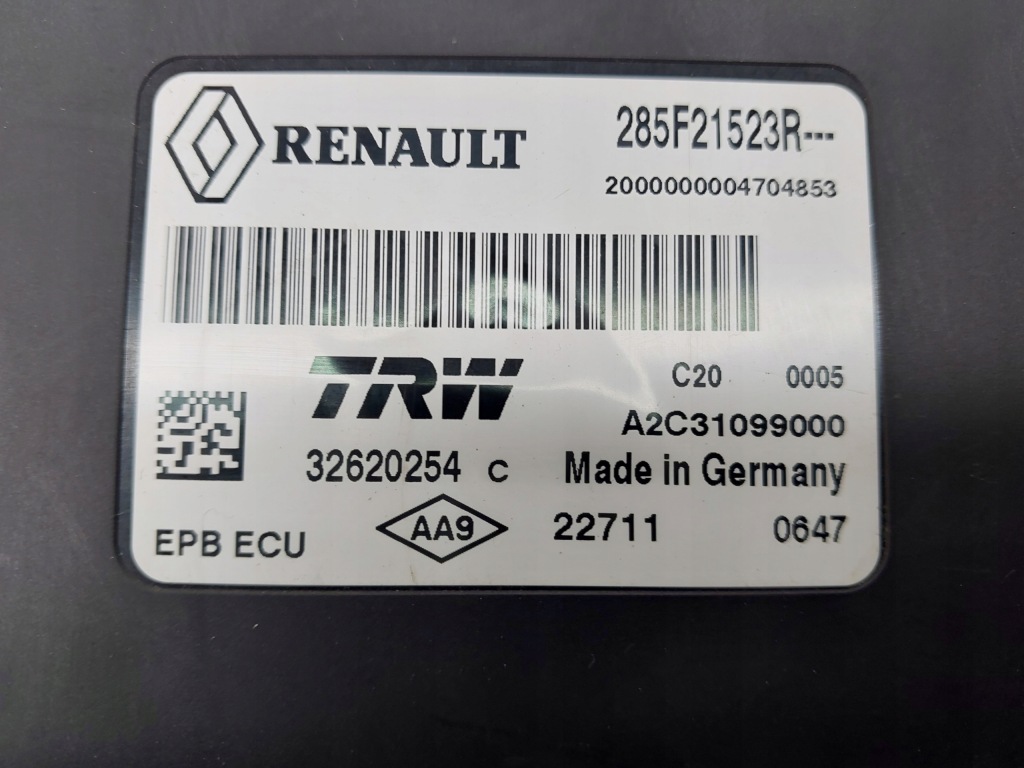 RENAULT 285F21523R---
2000000004704853
TRW C20 0005
A2C31099000
32620254 C Made in Germany
EPB ECU AA9 22711 0647